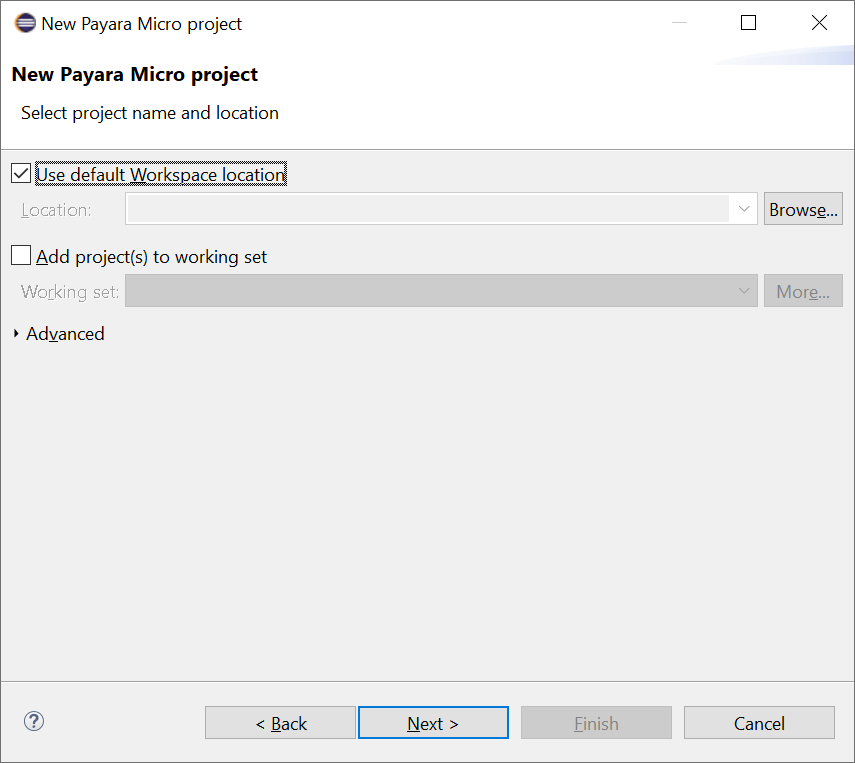 New Payara Micro project
New Payara Micro project
Select project name and location
Use default Workspace location
Location:
Browse...
Add project(s) to working set
Working set:
More...
Advanced
?
< Back
Next >
Finish
Cancel